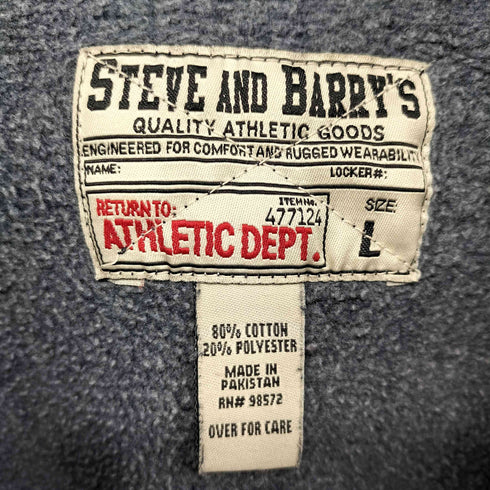 STEVE AND BARRY'S
QUALITY ATHLETIC GOODS
ENGINEERED FOR COMFORT AND RUGGED WEARABILITY
NAME: LOCKER#:
RETURN TO: ITEM NO. SIZE:
477124
ATHLETIC DEPT. L
80% COTTON
20% POLYESTER
MADE IN
PAKISTAN
RN# 98572
OVER FOR CARE